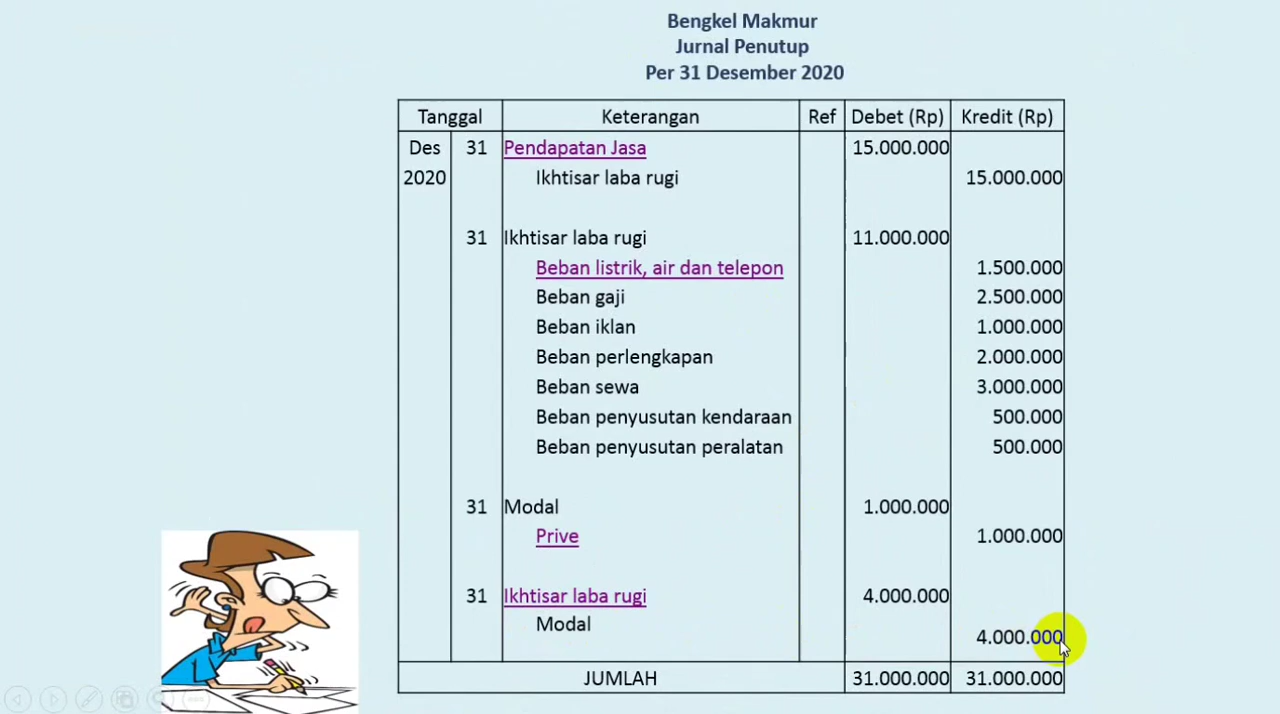 Bengkel Makmur
Jurnal Penutup
Per 31 Desember 2020
Tanggal Keterangan Ref Debet (Rp) Kredit (Rp)
Des 31 Pendapatan Jasa 15.000.000
2020 Ikhtisar laba rugi 15.000.000
31 Ikhtisar laba rugi 11.000.000
Beban listrik, air dan telepon 1.500.000
Beban gaji 2.500.000
Beban iklan 1.000.000
Beban perlengkapan 2.000.000
Beban sewa 3.000.000
Beban penyusutan kendaraan 500.000
Beban penyusutan peralatan 500.000
31 Modal 1.000.000
Prive 1.000.000
31 Ikhtisar laba rugi 4.000.000
Modal 4.000.000
JUMLAH 31.000.000 31.000.000